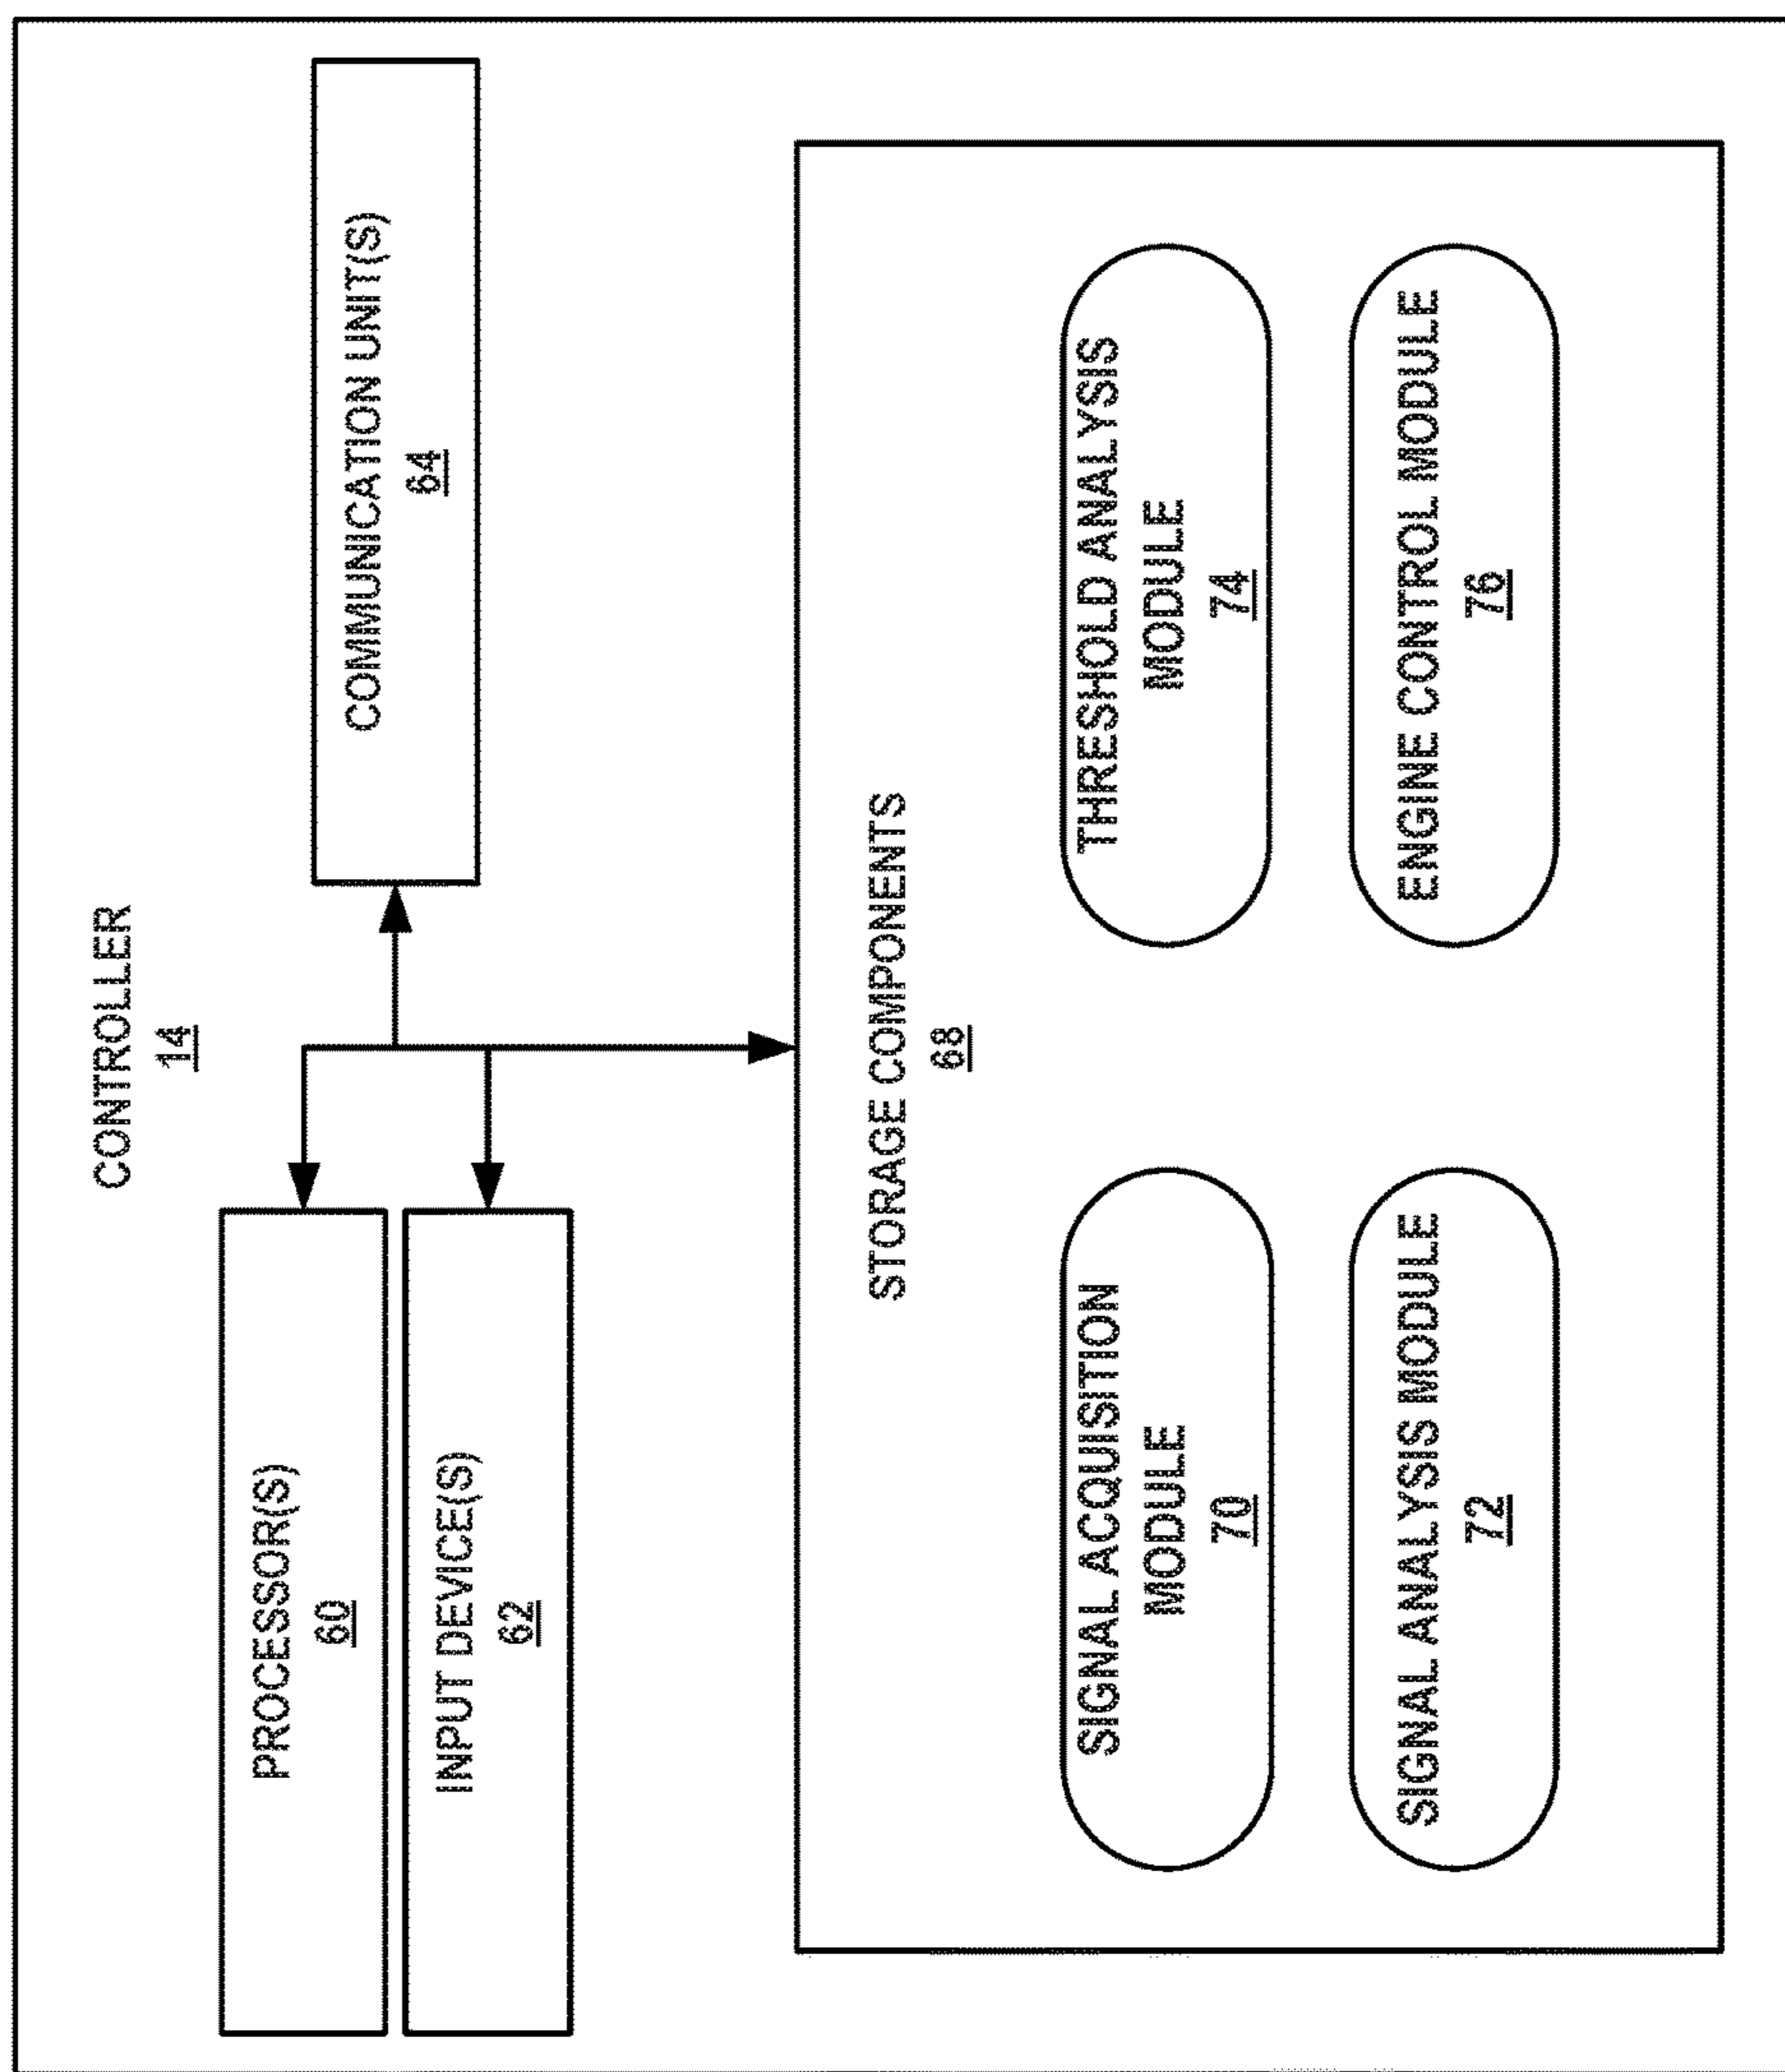 CONTROLLER
14
PROCESSOR(S)
60
INPUT DEVICE(S)
62
COMMUNICATION UNIT(S)
64
STORAGE COMPONENTS
68
SIGNAL ACQUISITION
MODULE
70
SIGNAL ANALYSIS MODULE
72
THRESHOLD ANALYSIS
MODULE
74
ENGINE CONTROL MODULE
76